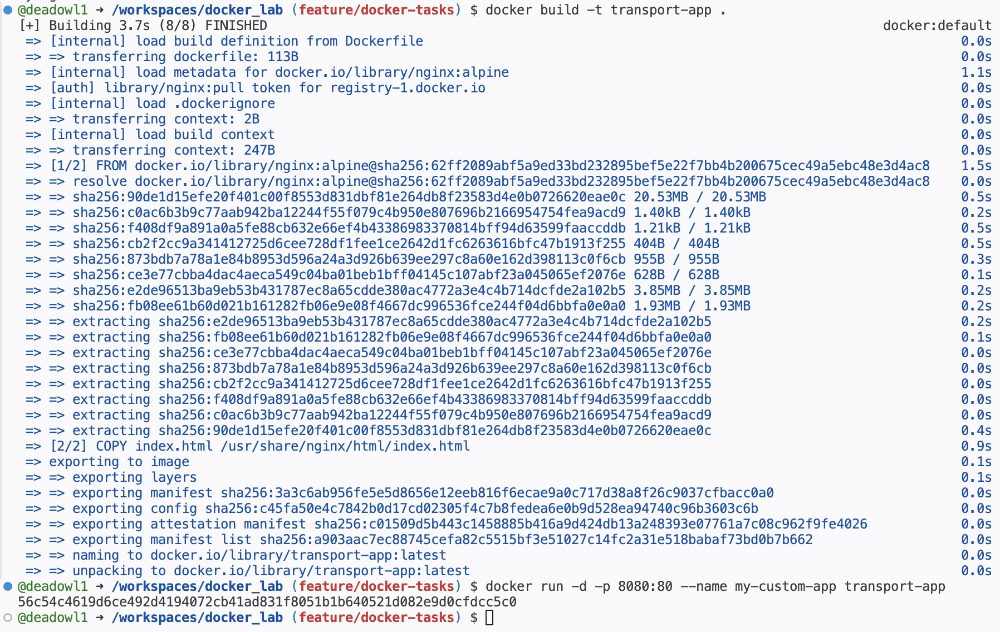 @deadowl1 ➜ /workspaces/docker_lab (feature/docker-tasks) $ docker build -t transport-app .
[+] Building 3.7s (8/8) FINISHED docker:default
=> [internal] load build definition from Dockerfile 0.0s
=> => transferring dockerfile: 113B 0.0s
=> [internal] load metadata for docker.io/library/nginx:alpine 1.1s
=> [auth] library/nginx:pull token for registry-1.docker.io 0.0s
=> [internal] load .dockerignore 0.0s
=> => transferring context: 2B 0.0s
=> [internal] load build context 0.0s
=> => transferring context: 247B 0.0s
=> [1/2] FROM docker.io/library/nginx:alpine@sha256:62ff2089abf5a9ed33bd232895bef5e22f7bb4b200675cec49a5ebc48e3d4ac8 1.5s
=> => resolve docker.io/library/nginx:alpine@sha256:62ff2089abf5a9ed33bd232895bef5e22f7bb4b200675cec49a5ebc48e3d4ac8 0.0s
=> => sha256:90de1d15efe20f401c00f8553d831dbf81e264db8f23583d4e0b0726620eae0c 20.53MB / 20.53MB 0.5s
=> => sha256:c0ac6b3b9c77aab942ba12244f55f079c4b950e807696b2166954754fea9acd9 1.40kB / 1.40kB 0.2s
=> => sha256:f408df9a891a0a5fe88cb632e66ef4b43386983370814bff94d63599faaccddb 1.21kB / 1.21kB 0.5s
=> => sha256:cb2f2cc9a341412725d6cee728df1fee1ce2642d1fc6263616bfc47b1913f255 404B / 404B 0.5s
=> => sha256:873bdb7a78a1e84b8953d596a24a3d926b639ee297c8a60e162d398113c0f6cb 955B / 955B 0.3s
=> => sha256:ce3e77cbba4dac4aeca549c04ba01beb1bff04145c107abf23a045065ef2076e 628B / 628B 0.1s
=> => sha256:e2de96513ba9eb53b431787ec8a65cdde380ac4772a3e4c4b714dcfde2a102b5 3.85MB / 3.85MB 0.2s
=> => sha256:fb08ee61b60d021b161282fb06e9e08f4667dc996536fce244f04d6bbfa0e0a0 1.93MB / 1.93MB 0.2s
=> => extracting sha256:e2de96513ba9eb53b431787ec8a65cdde380ac4772a3e4c4b714dcfde2a102b5 0.2s
=> => extracting sha256:fb08ee61b60d021b161282fb06e9e08f4667dc996536fce244f04d6bbfa0e0a0 0.1s
=> => extracting sha256:ce3e77cbba4dac4aeca549c04ba01beb1bff04145c107abf23a045065ef2076e 0.0s
=> => extracting sha256:873bdb7a78a1e84b8953d596a24a3d926b639ee297c8a60e162d398113c0f6cb 0.0s
=> => extracting sha256:cb2f2cc9a341412725d6cee728df1fee1ce2642d1fc6263616bfc47b1913f255 0.0s
=> => extracting sha256:f408df9a891a0a5fe88cb632e66ef4b43386983370814bff94d63599faaccddb 0.0s
=> => extracting sha256:c0ac6b3b9c77aab942ba12244f55f079c4b950e807696b2166954754fea9acd9 0.0s
=> => extracting sha256:90de1d15efe20f401c00f8553d831dbf81e264db8f23583d4e0b0726620eae0c 0.4s
=> [2/2] COPY index.html /usr/share/nginx/html/index.html 0.9s
=> exporting to image 0.1s
=> => exporting layers 0.1s
=> => exporting manifest sha256:3a3c6ab956fe5e5d8656e12eeb816f6ecae9a0c717d38a8f26c9037cfbacc0a0 0.0s
=> => exporting config sha256:c45fa50e4c7842b0d17cd02305f4c7b8fedea6e0b9d528ea94740c96b3603c6b 0.0s
=> => exporting attestation manifest sha256:c01509d5b443c1458885b416a9d424db13a248393e07761a7c08c962f9fe4026 0.0s
=> => exporting manifest list sha256:a903aac7ec88745cefa82c5515bf3e51027c14fc2a31e518babaf73bd0b7b662 0.0s
=> => naming to docker.io/library/transport-app:latest 0.0s
=> => unpacking to docker.io/library/transport-app:latest 0.0s
@deadowl1 ➜ /workspaces/docker_lab (feature/docker-tasks) $ docker run -d -p 8080:80 --name my-custom-app transport-app
56c54c4619d6ce492d4194072cb41ad831f8051b1b640521d082e9d0cfdcc5c0
@deadowl1 ➜ /workspaces/docker_lab (feature/docker-tasks) $